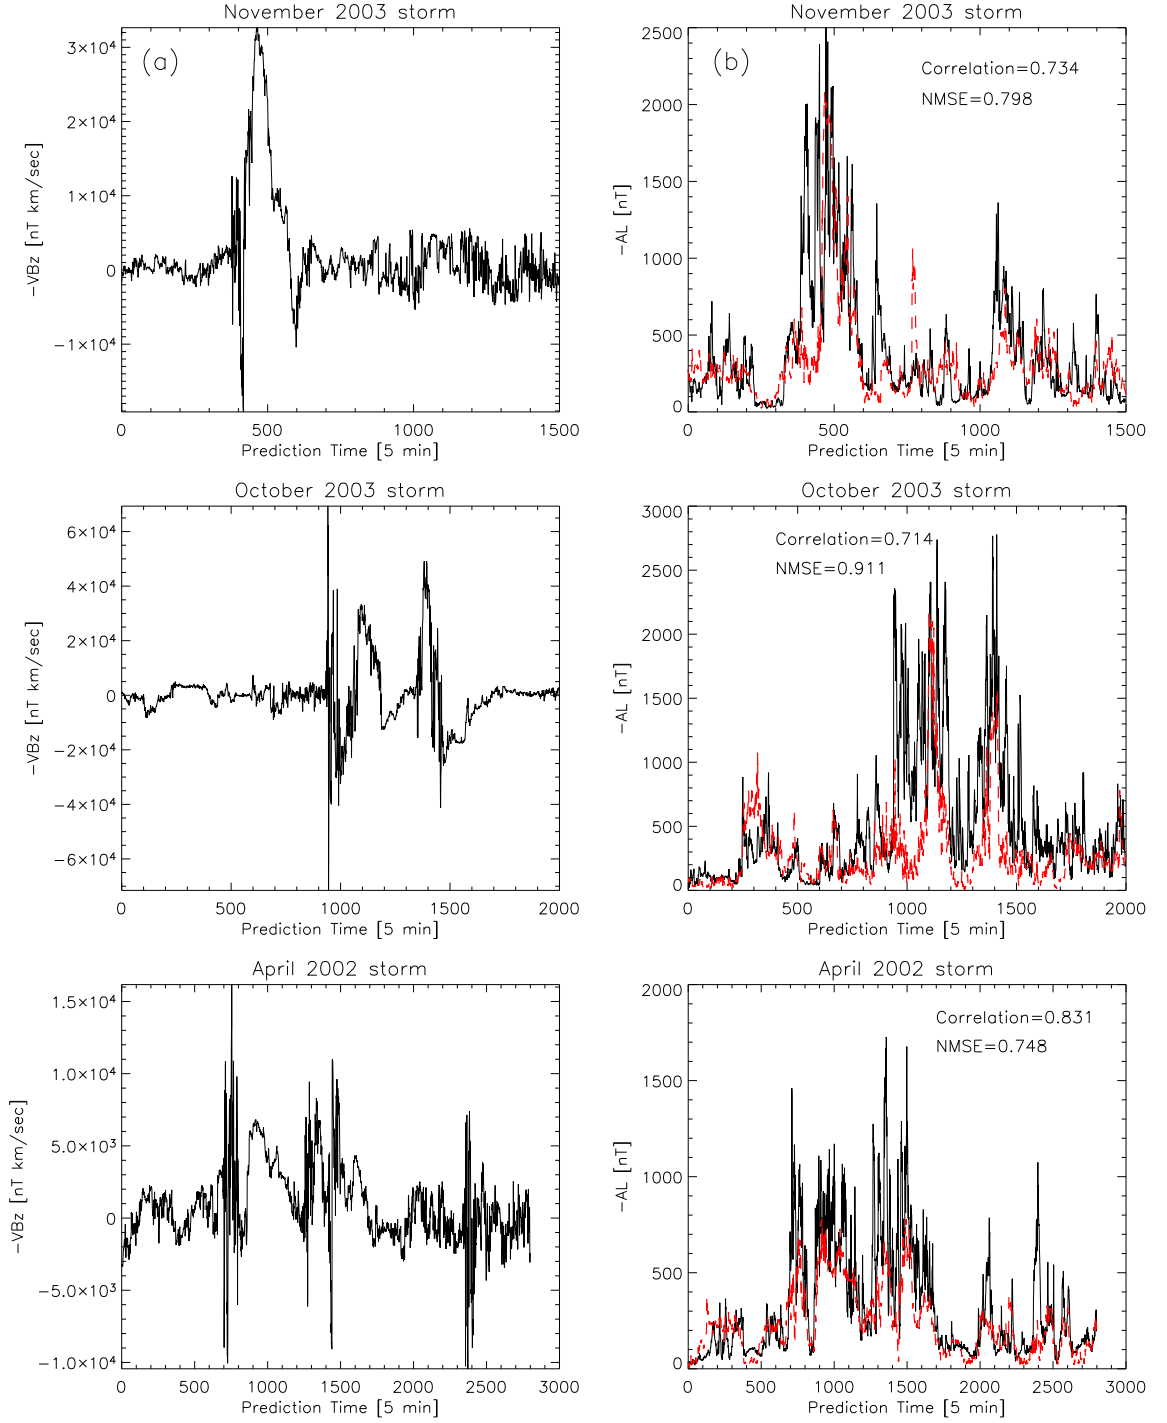 November 2003 storm
(a)
−VBz [nT km/sec]
3×10⁴
2×10⁴
1×10⁴
0
−1×10⁴
0 500 1000 1500
Prediction Time [5 min]
November 2003 storm
(b)
Correlation=0.734
NMSE=0.798
−AL [nT]
2500
2000
1500
1000
500
0
0 500 1000 1500
Prediction Time [5 min]
October 2003 storm
−VBz [nT km/sec]
6×10⁴
4×10⁴
2×10⁴
0
−2×10⁴
−4×10⁴
−6×10⁴
0 500 1000 1500 2000
Prediction Time [5 min]
October 2003 storm
Correlation=0.714
NMSE=0.911
−AL [nT]
3000
2500
2000
1500
1000
500
0
0 500 1000 1500 2000
Prediction Time [5 min]
April 2002 storm
−VBz [nT km/sec]
1.5×10⁴
1.0×10⁴
5.0×10³
0
−5.0×10³
−1.0×10⁴
0 500 1000 1500 2000 2500 3000
Prediction Time [5 min]
April 2002 storm
Correlation=0.831
NMSE=0.748
−AL [nT]
2000
1500
1000
500
0
0 500 1000 1500 2000 2500 3000
Prediction Time [5 min]